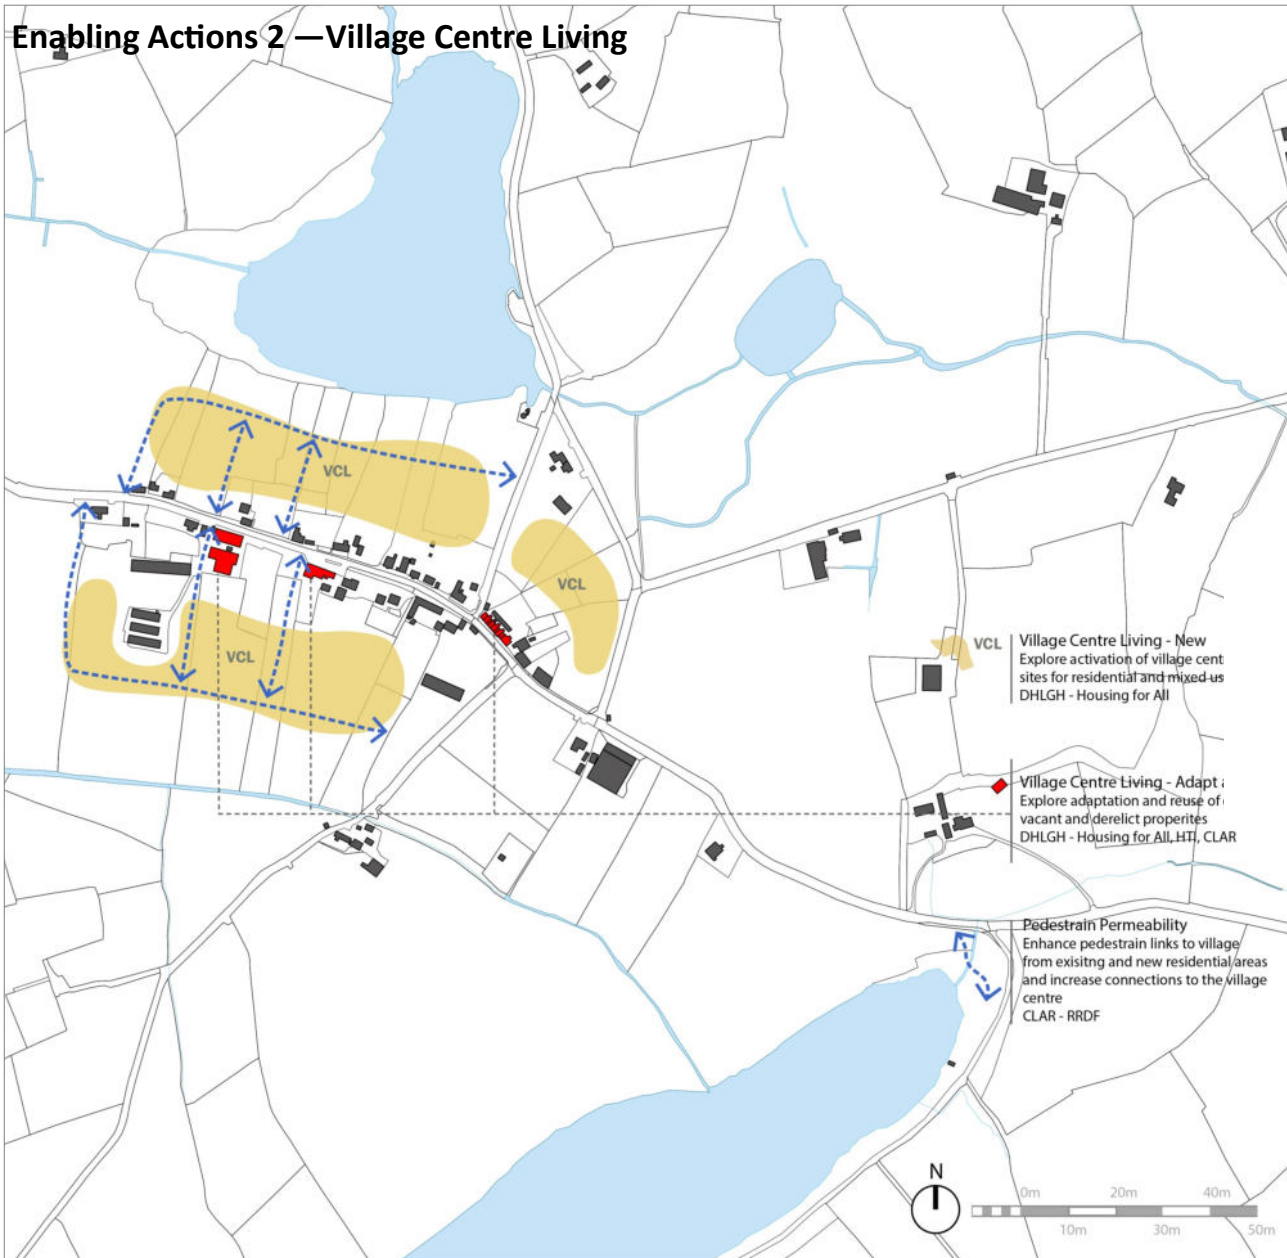 Enabling Actions 2 —Village Centre Living
VCL
VCL
VCL
VCL
Village Centre Living - New
Explore activation of village cent
sites for residential and mixed us
DHLGH - Housing for All
Village Centre Living - Adapt a
Explore adaptation and reuse of
vacant and derelict properites
DHLGH - Housing for All, HTI, CLAR
Pedestrain Permeability
Enhance pedestrain links to village
from exisitng and new residential areas
and increase connections to the village
centre
CLAR - RRDF
N
0m 20m 40m
10m 30m 50m